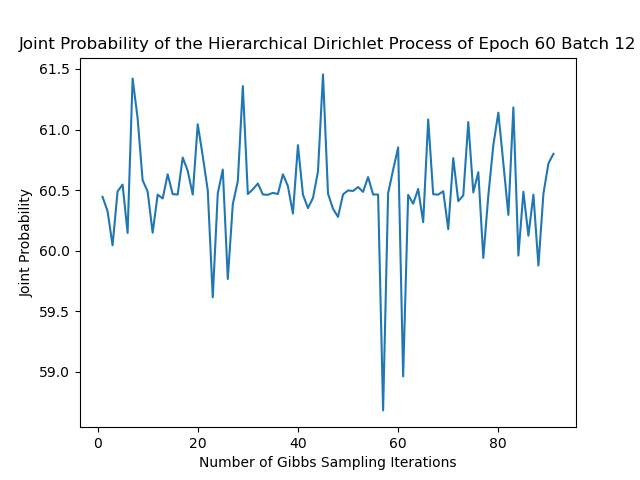 Joint Probability of the Hierarchical Dirichlet Process of Epoch 60 Batch 12
61.5
61.0
60.5
60.0
59.5
59.0
Joint Probability
0 20 40 60 80
Number of Gibbs Sampling Iterations